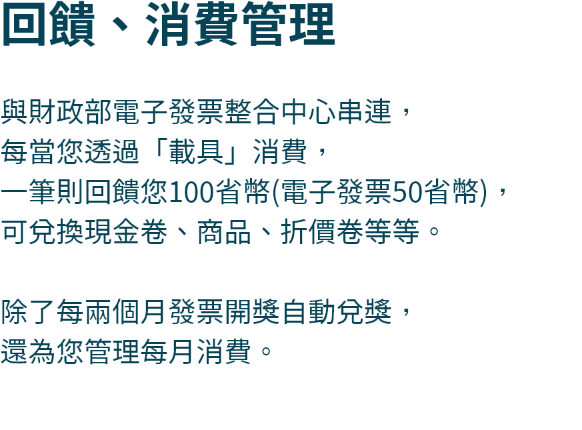 回饋、消費管理
與財政部電子發票整合中心串連，
每當您透過「載具」消費，
一筆則回饋您100省幣(電子發票50省幣)，
可兌換現金卷、商品、折價卷等等。
除了每兩個月發票開獎自動兌獎，
還為您管理每月消費。